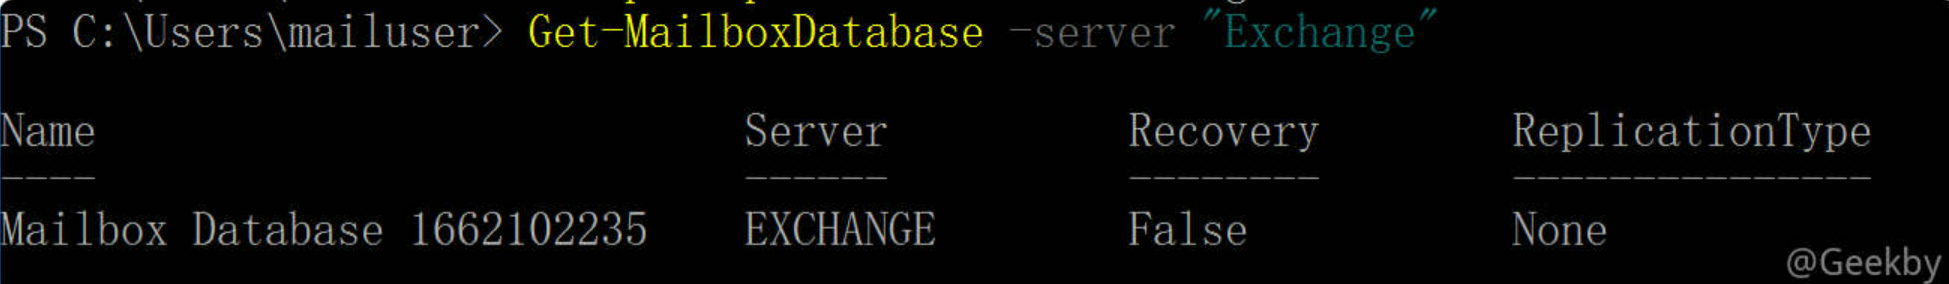 PS C:\Users\mailuser> Get-MailboxDatabase -server "Exchange"
Name Server Recovery ReplicationType
---- ------ -------- ---------------
Mailbox Database 1662102235 EXCHANGE False None
@Geekby